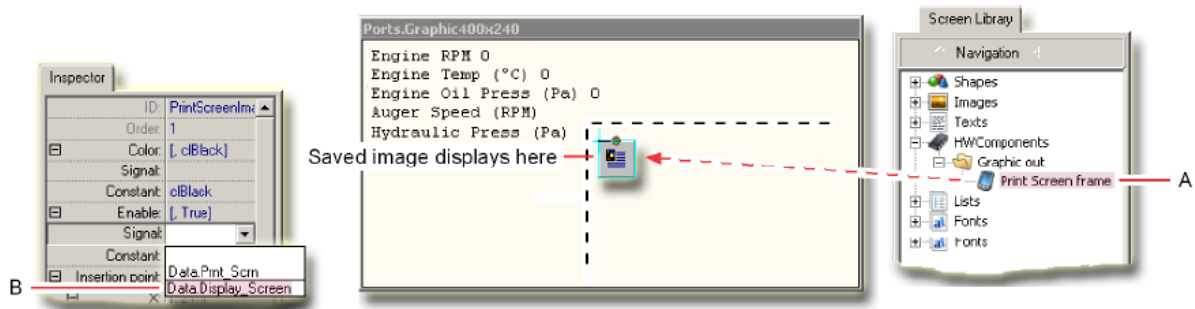 Inspector
ID: PrintScreenIma
Order: 1
Color: [, clBlack]
Signal:
Constant: clBlack
Enable: [, True]
Signal:
Constant:
Data.Prnt_Scrn
Insertion point:
Data.Display_Screen
X:
B
Ports.Graphic400x240
Engine RPM 0
Engine Temp (°C) 0
Engine Oil Press (Pa) 0
Auger Speed (RPM)
Hydraulic Press (Pa)
Saved image displays here
Screen Library
Navigation
Shapes
Images
Texts
HWComponents
Graphic out
Print Screen frame
A
Lists
Fonts
Fonts